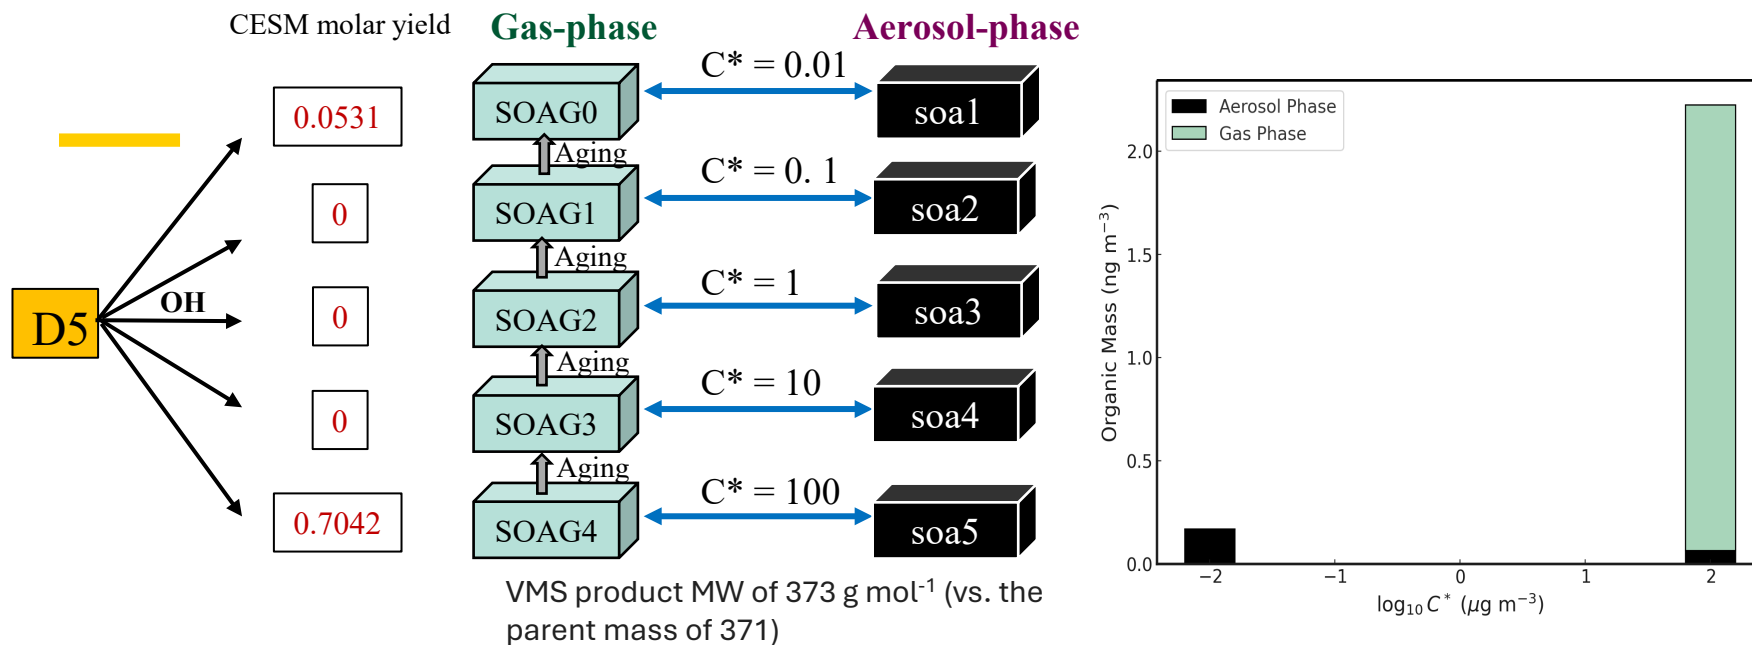 CESM molar yield
Gas-phase
Aerosol-phase
0.0531
SOAG0
C* = 0.01
soa1
Aging
0
SOAG1
C* = 0. 1
soa2
Aging
D5
OH
0
SOAG2
C* = 1
soa3
Aging
0
SOAG3
C* = 10
soa4
Aging
0.7042
SOAG4
C* = 100
soa5
VMS product MW of 373 g mol⁻¹ (vs. the
parent mass of 371)
Aerosol Phase
Gas Phase
Organic Mass (ng m⁻³)
2.0
1.5
1.0
0.5
0.0
−2 −1 0 1 2
log₁₀ C* (μg m⁻³)